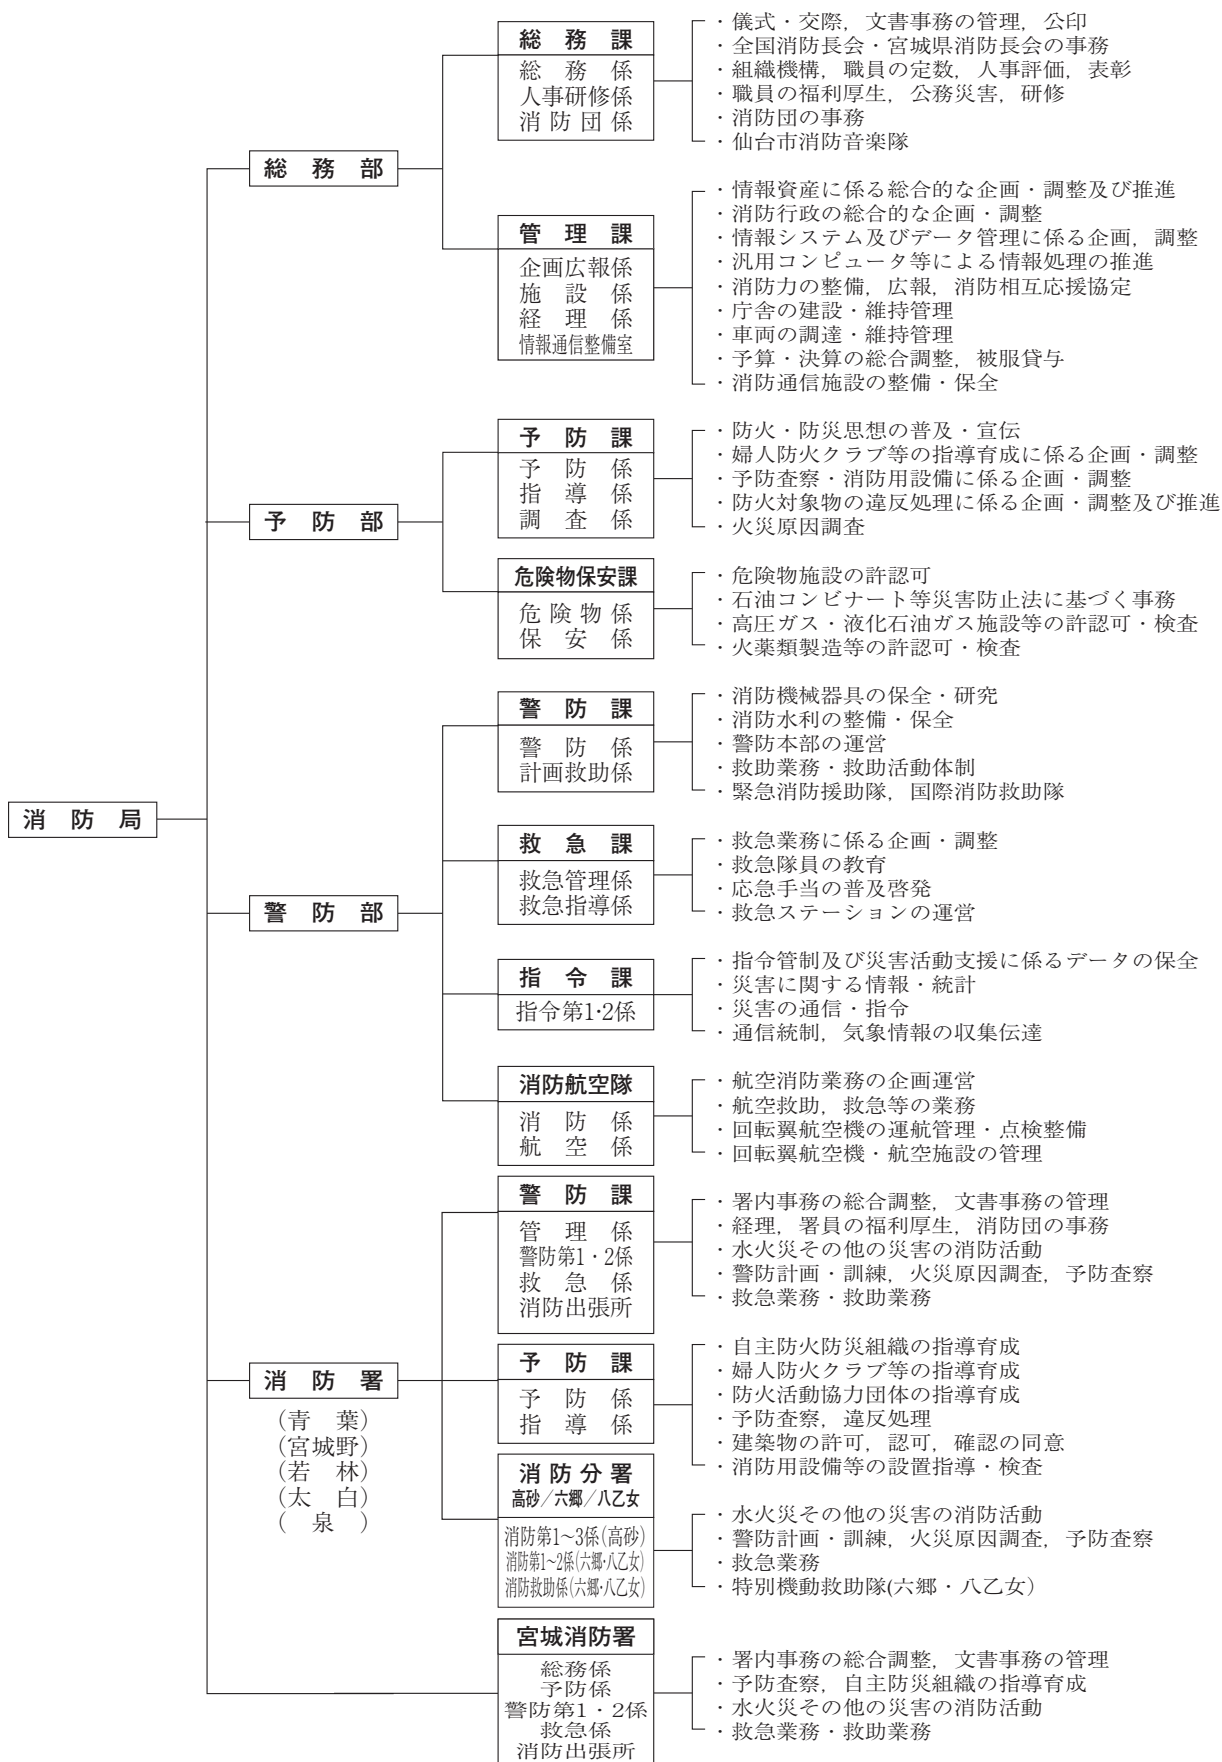 消防局
総務部
総務課
総務係
人事研修係
消防団係
・儀式・交際，文書事務の管理，公印
・全国消防長会・宮城県消防長会の事務
・組織機構，職員の定数，人事評価，表彰
・職員の福利厚生，公務災害，研修
・消防団の事務
・仙台市消防音楽隊
管理課
企画広報係
施設係
経理係
情報通信整備室
・情報資産に係る総合的な企画・調整及び推進
・消防行政の総合的な企画・調整
・情報システム及びデータ管理に係る企画，調整
・汎用コンピュータ等による情報処理の推進
・消防力の整備，広報，消防相互応援協定
・庁舎の建設・維持管理
・車両の調達・維持管理
・予算・決算の総合調整，被服貸与
・消防通信施設の整備・保全
予防部
予防課
予防係
指導係
調査係
・防火・防災思想の普及・宣伝
・婦人防火クラブ等の指導育成に係る企画・調整
・予防査察・消防用設備に係る企画・調整
・防火対象物の違反処理に係る企画・調整及び推進
・火災原因調査
危険物保安課
危険物係
保安係
・危険物施設の許認可
・石油コンビナート等災害防止法に基づく事務
・高圧ガス・液化石油ガス施設等の許認可・検査
・火薬類製造等の許認可・検査
警防部
警防課
警防係
計画救助係
・消防機械器具の保全・研究
・消防水利の整備・保全
・警防本部の運営
・救助業務・救助活動体制
・緊急消防援助隊，国際消防救助隊
救急課
救急管理係
救急指導係
・救急業務に係る企画・調整
・救急隊員の教育
・応急手当の普及啓発
・救急ステーションの運営
指令課
指令第1･2係
・指令管制及び災害活動支援に係るデータの保全
・災害に関する情報・統計
・災害の通信・指令
・通信統制，気象情報の収集伝達
消防航空隊
消防係
航空係
・航空消防業務の企画運営
・航空救助，救急等の業務
・回転翼航空機の運航管理・点検整備
・回転翼航空機・航空施設の管理
消防署
（青葉）
（宮城野）
（若林）
（太白）
（泉）
警防課
管理係
警防第1・2係
救急係
消防出張所
・署内事務の総合調整，文書事務の管理
・経理，署員の福利厚生，消防団の事務
・水火災その他の災害の消防活動
・警防計画・訓練，火災原因調査，予防査察
・救急業務・救助業務
予防課
予防係
指導係
・自主防火防災組織の指導育成
・婦人防火クラブ等の指導育成
・防火活動協力団体の指導育成
・予防査察，違反処理
・建築物の許可，認可，確認の同意
・消防用設備等の設置指導・検査
消防分署
高砂／六郷／八乙女
消防第1～3係(高砂)
消防第1～2係(六郷･八乙女)
消防救助係(六郷･八乙女)
・水火災その他の災害の消防活動
・警防計画・訓練，火災原因調査，予防査察
・救急業務
・特別機動救助隊(六郷・八乙女）
宮城消防署
総務係
予防係
警防第1・2係
救急係
消防出張所
・署内事務の総合調整，文書事務の管理
・予防査察，自主防災組織の指導育成
・水火災その他の災害の消防活動
・救急業務・救助業務